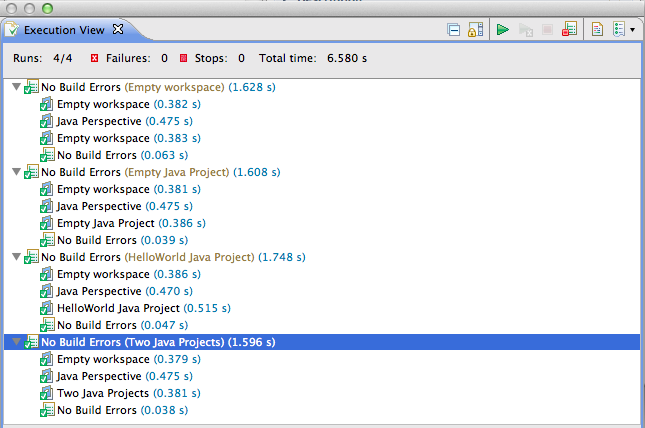 Execution View
Runs: 4/4 Failures: 0 Stops: 0 Total time: 6.580 s
No Build Errors (Empty workspace) (1.628 s)
Empty workspace (0.382 s)
Java Perspective (0.475 s)
Empty workspace (0.383 s)
No Build Errors (0.063 s)
No Build Errors (Empty Java Project) (1.608 s)
Empty workspace (0.381 s)
Java Perspective (0.475 s)
Empty Java Project (0.386 s)
No Build Errors (0.039 s)
No Build Errors (HelloWorld Java Project) (1.748 s)
Empty workspace (0.386 s)
Java Perspective (0.470 s)
HelloWorld Java Project (0.515 s)
No Build Errors (0.047 s)
No Build Errors (Two Java Projects) (1.596 s)
Empty workspace (0.379 s)
Java Perspective (0.475 s)
Two Java Projects (0.381 s)
No Build Errors (0.038 s)